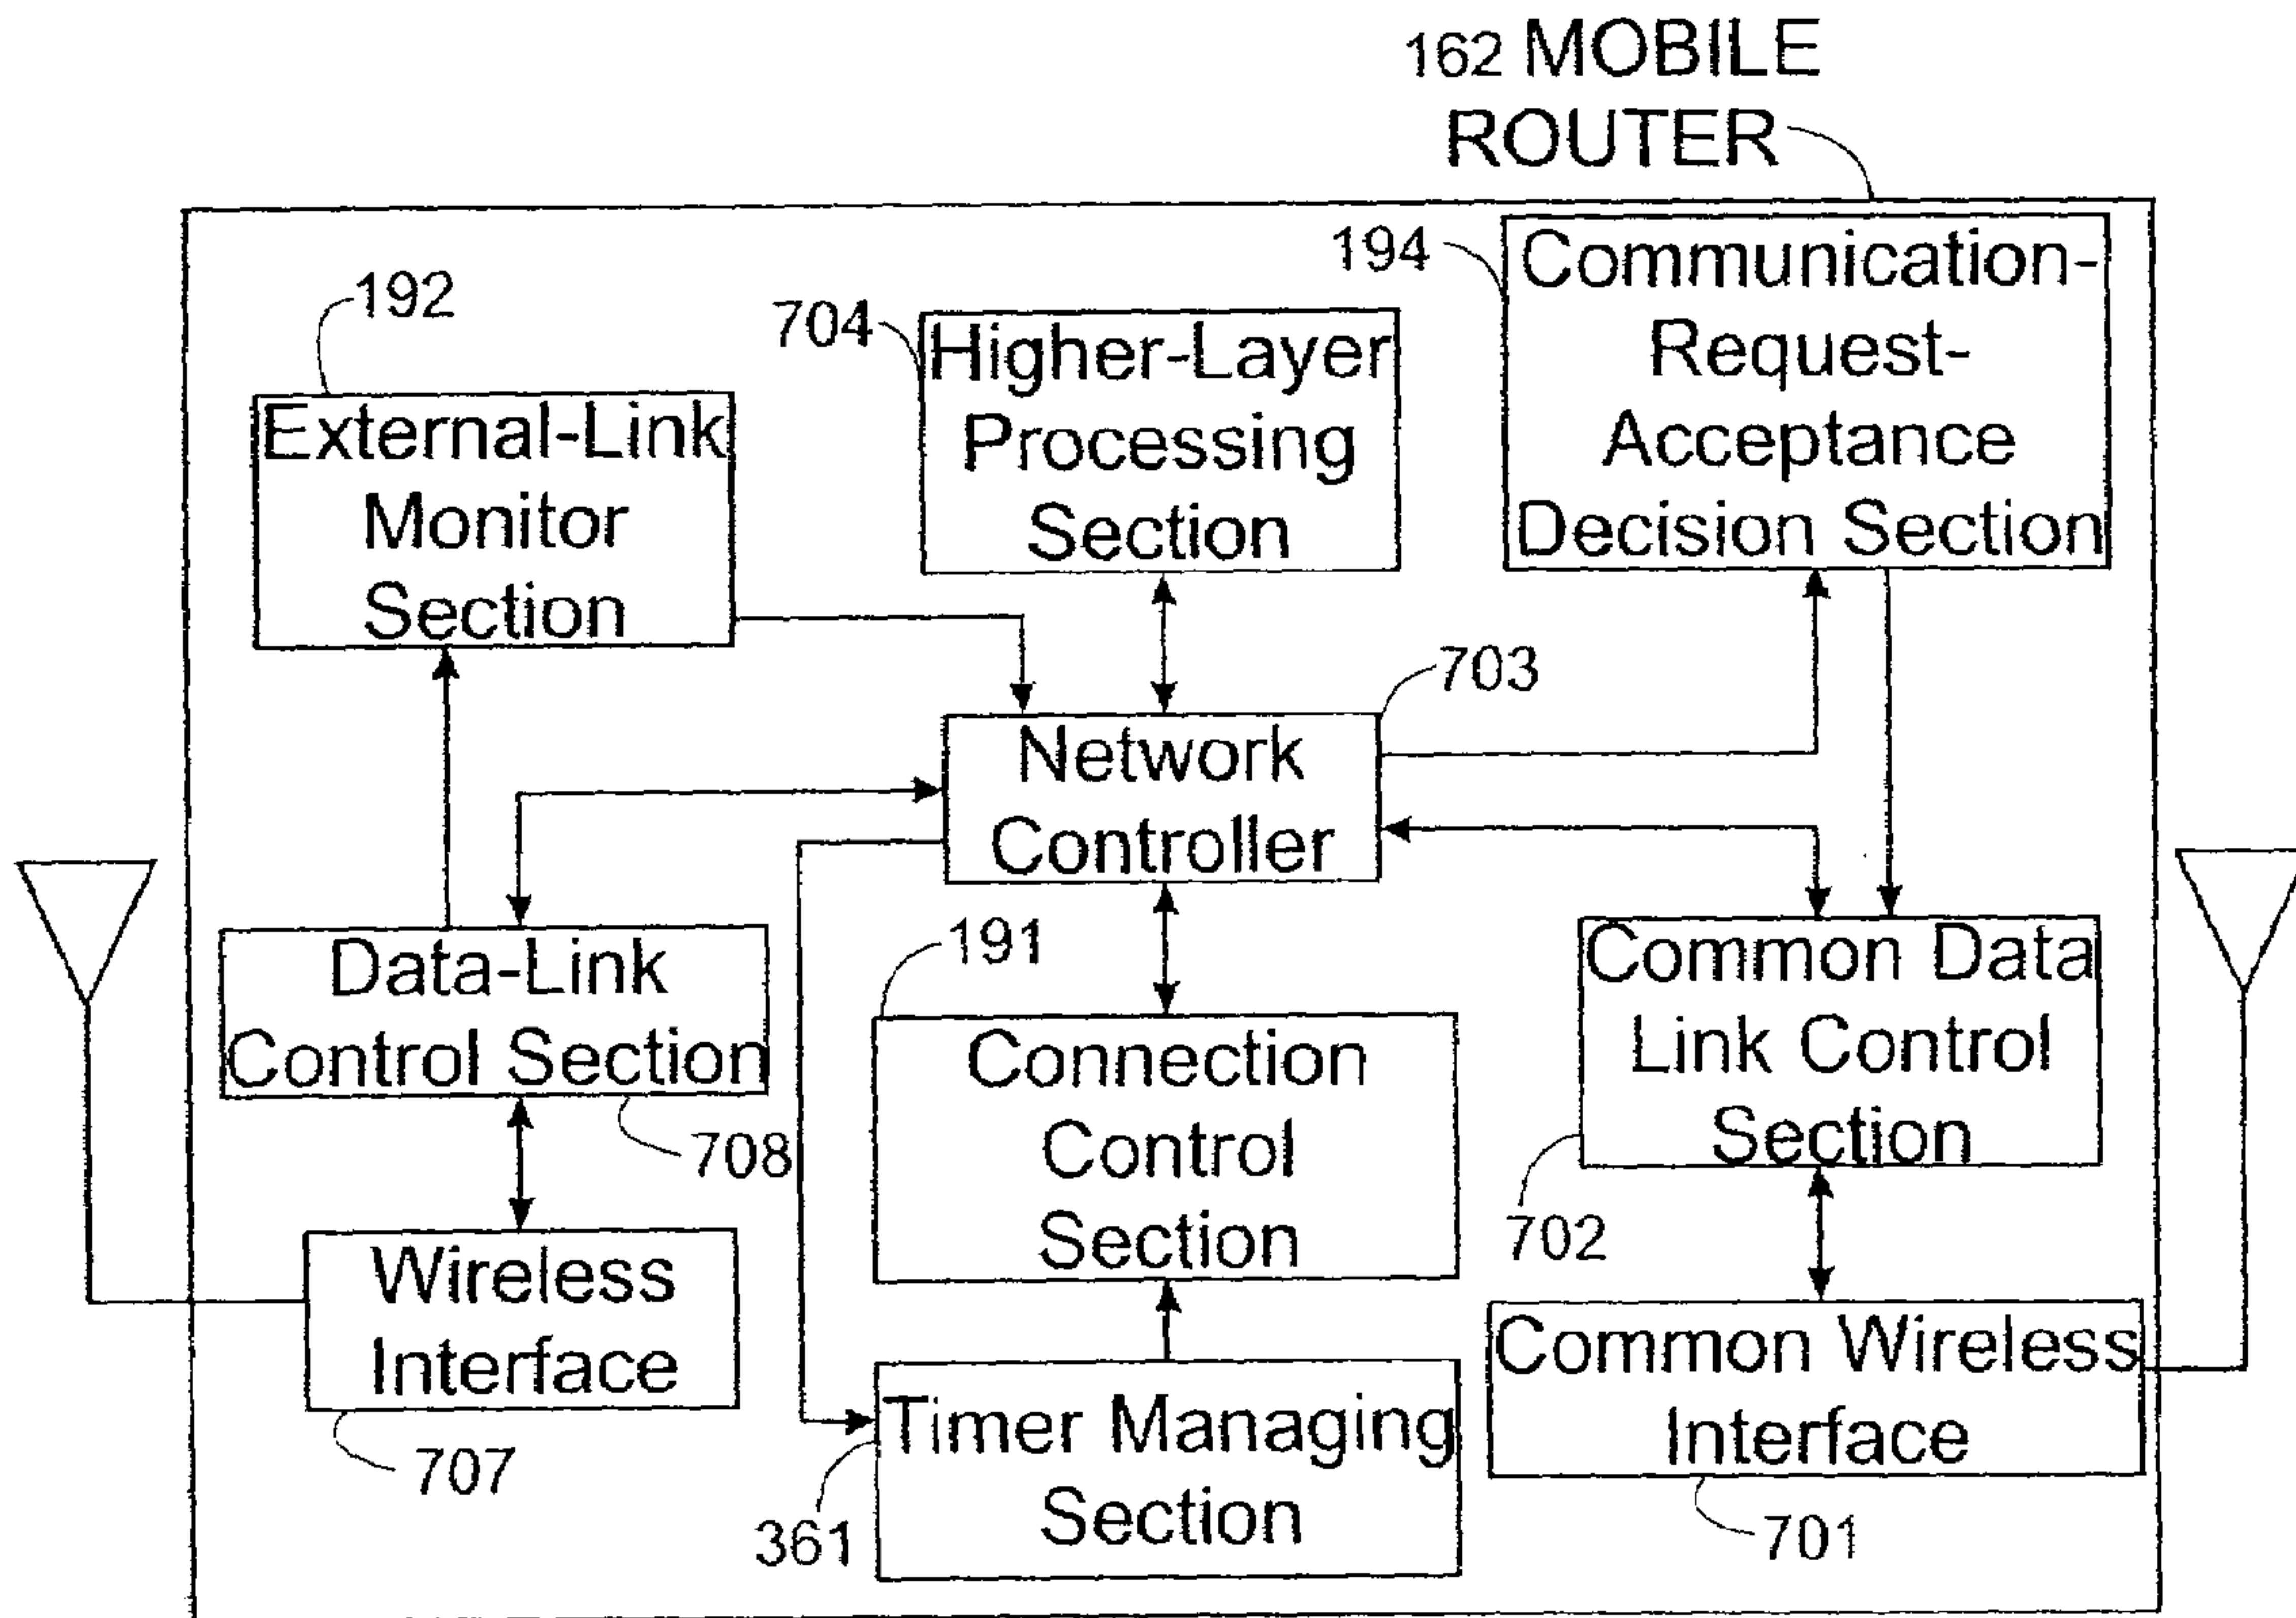 162 MOBILE
ROUTER
194
Communication-
Request-
Acceptance
Decision Section
192
704
Higher-Layer
Processing
Section
External-Link
Monitor
Section
703
Network
Controller
191
Data-Link
Control Section
708
Connection
Control
Section
Common Data
Link Control
Section
702
Wireless
Interface
707
Timer Managing
Section
361
Common Wireless
Interface
701